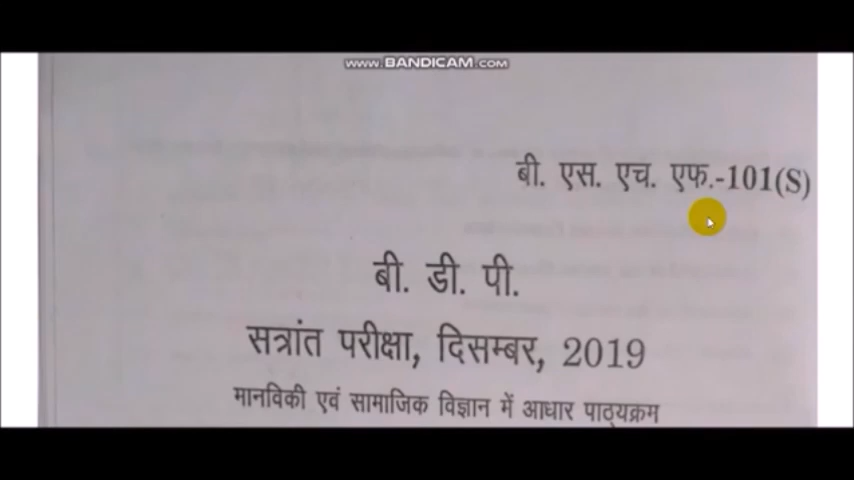 www.BANDICAM.com
बी. एस. एच. एफ.-101(S)
बी. डी. पी.
सत्रांत परीक्षा, दिसम्बर, 2019
मानविकी एवं सामाजिक विज्ञान में आधार पाठ्यक्रम